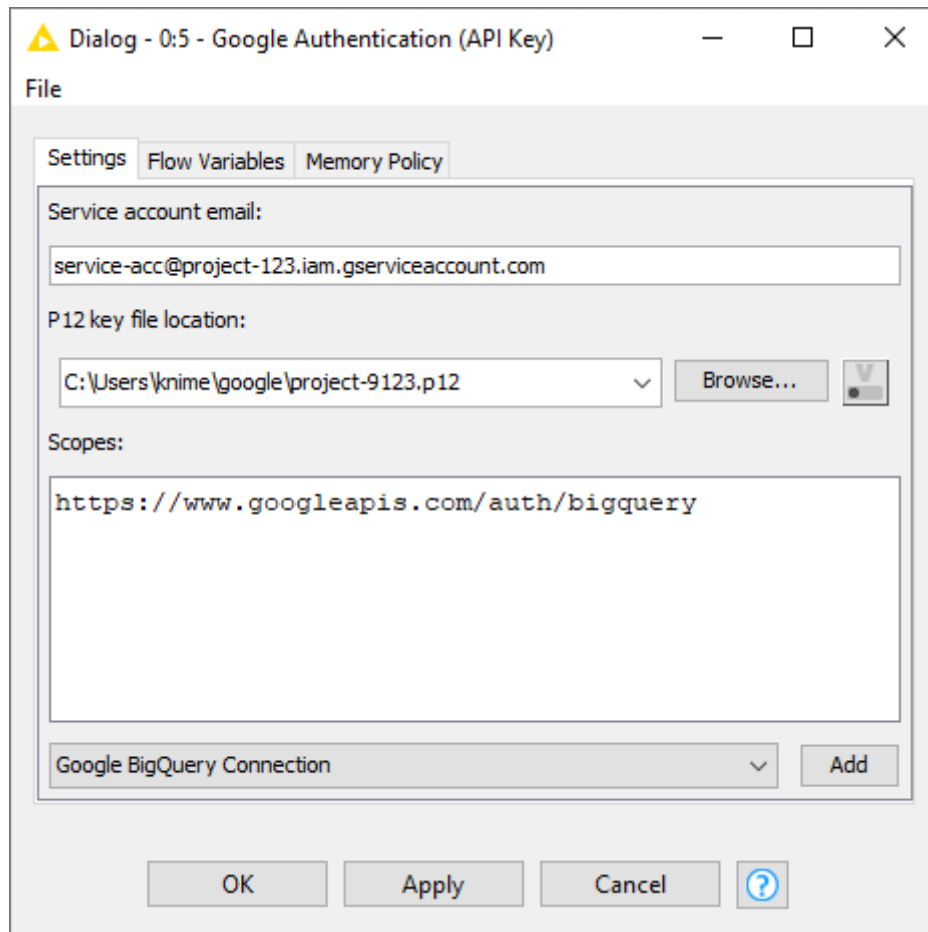 Dialog - 0:5 - Google Authentication (API Key)
File
Settings Flow Variables Memory Policy
Service account email:
service-acc@project-123.iam.gserviceaccount.com
P12 key file location:
C:\Users\knime\google\project-9123.p12 Browse... V
Scopes:
https://www.googleapis.com/auth/bigquery
Google BigQuery Connection Add
OK Apply Cancel ?